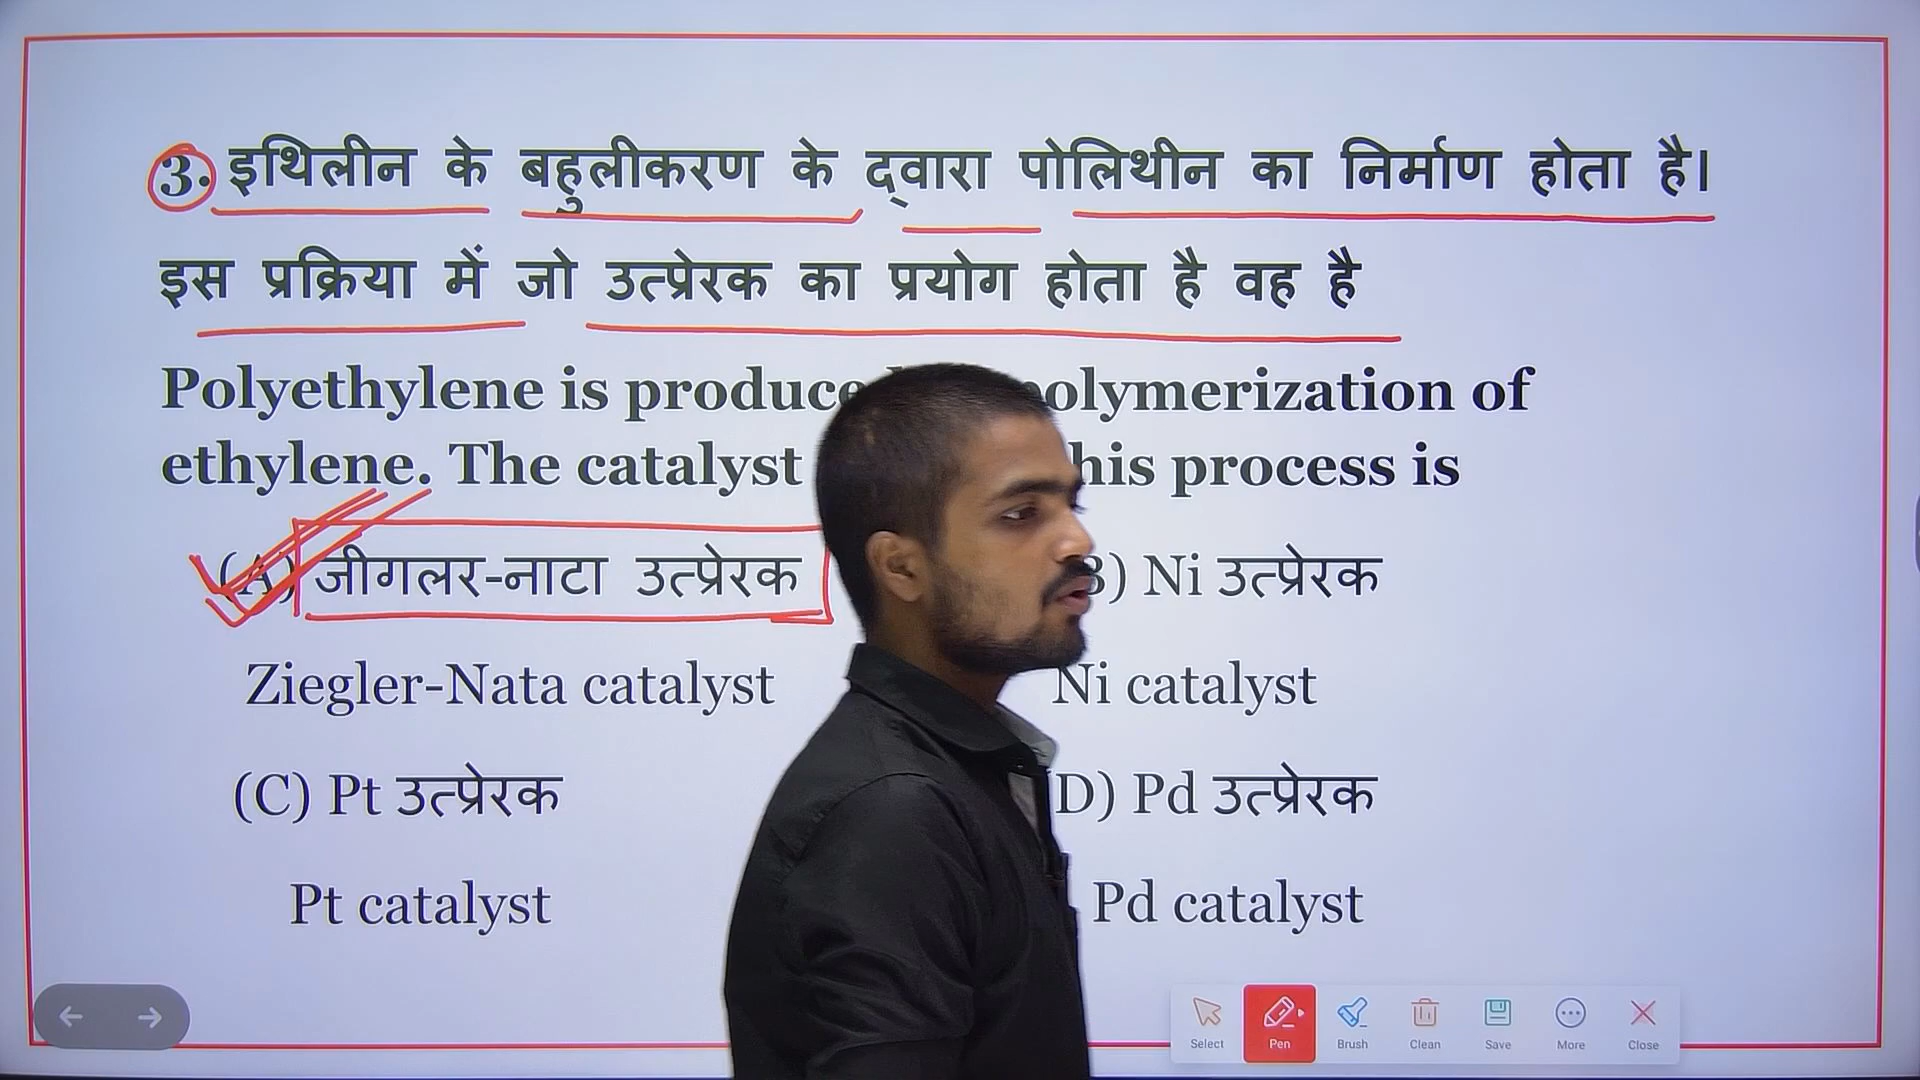 3. इथिलीन के बहुलीकरण के द्वारा पोलिथीन का निर्माण होता है।
इस प्रक्रिया में जो उत्प्रेरक का प्रयोग होता है वह है
Polyethylene is produce olymerization of
ethylene. The catalyst his process is
(A) जीगलर-नाटा उत्प्रेरक B) Ni उत्प्रेरक
Ziegler-Nata catalyst Ni catalyst
(C) Pt उत्प्रेरक D) Pd उत्प्रेरक
Pt catalyst Pd catalyst
Select Pen Brush Clean Save More Close